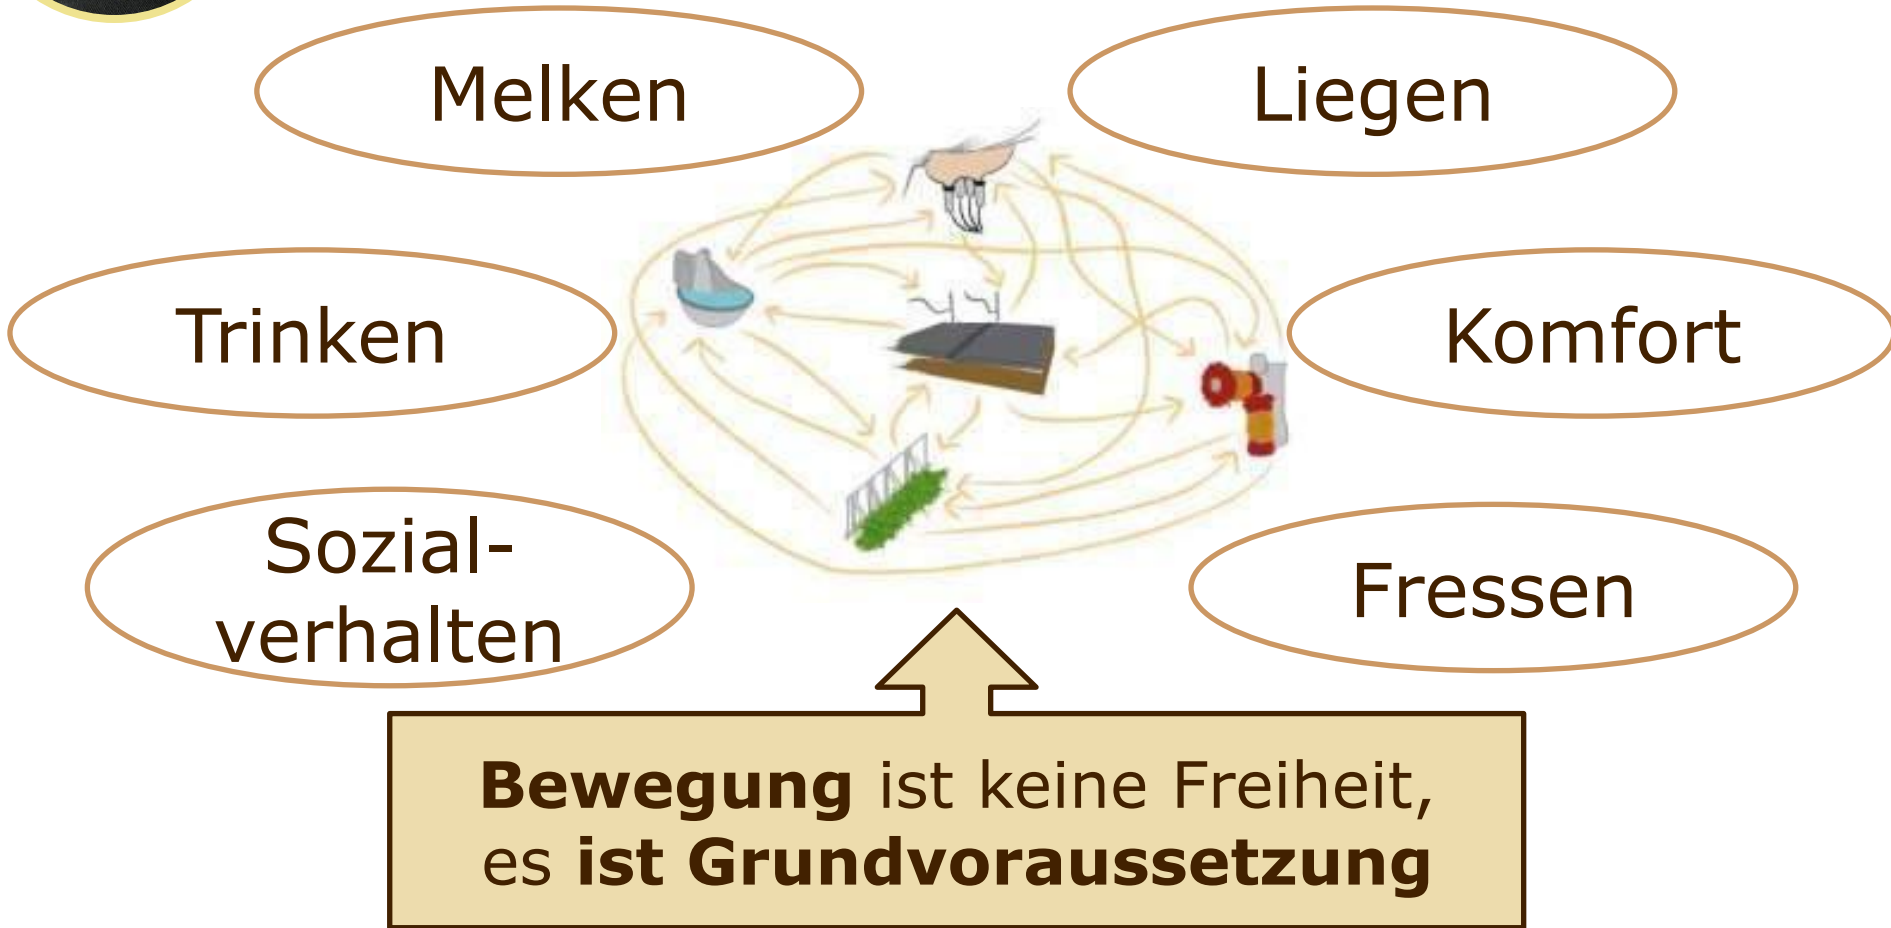 Melken
Liegen
Trinken
Komfort
Sozial-
verhalten
Fressen
Bewegung ist keine Freiheit,
es ist Grundvoraussetzung